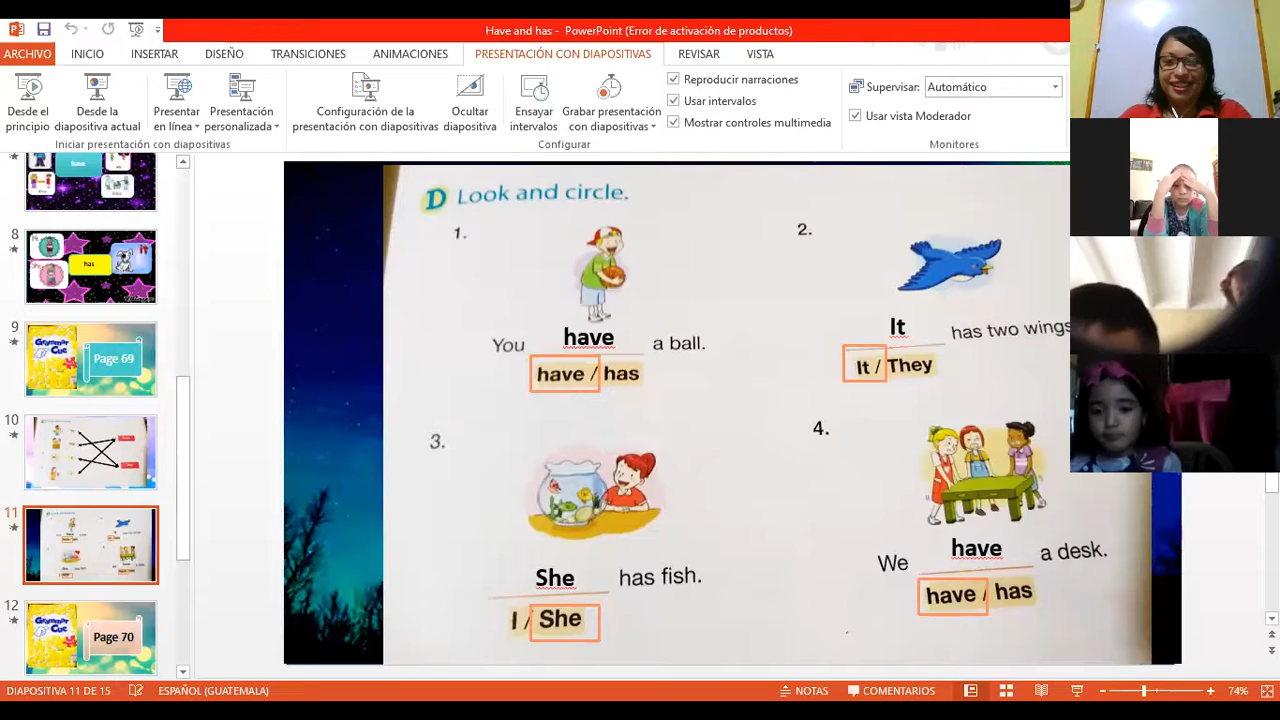 Have and has - PowerPoint (Error de activación de productos)
ARCHIVO INICIO INSERTAR DISEÑO TRANSICIONES ANIMACIONES PRESENTACIÓN CON DIAPOSITIVAS REVISAR VISTA
Desde el principio
Desde la diapositiva actual
Presentar en línea
Presentación personalizada
Iniciar presentación con diapositivas
Configuración de la presentación con diapositivas
Ocultar diapositiva
Ensayar intervalos
Grabar presentación con diapositivas
Reproducir narraciones
Usar intervalos
Mostrar controles multimedia
Configurar
Supervisar: Automático
Usar vista Moderador
Monitores
have
8
has
9
Grammar Cue
Page 69
10
11
12
Grammar Cue
Page 70
D Look and circle.
1.
You have a ball.
have / has
2.
It has two wings
It / They
3.
She has fish.
I / She
4.
We have a desk.
have / has
DIAPOSITIVA 11 DE 15 ESPAÑOL (GUATEMALA) NOTAS COMENTARIOS 74%